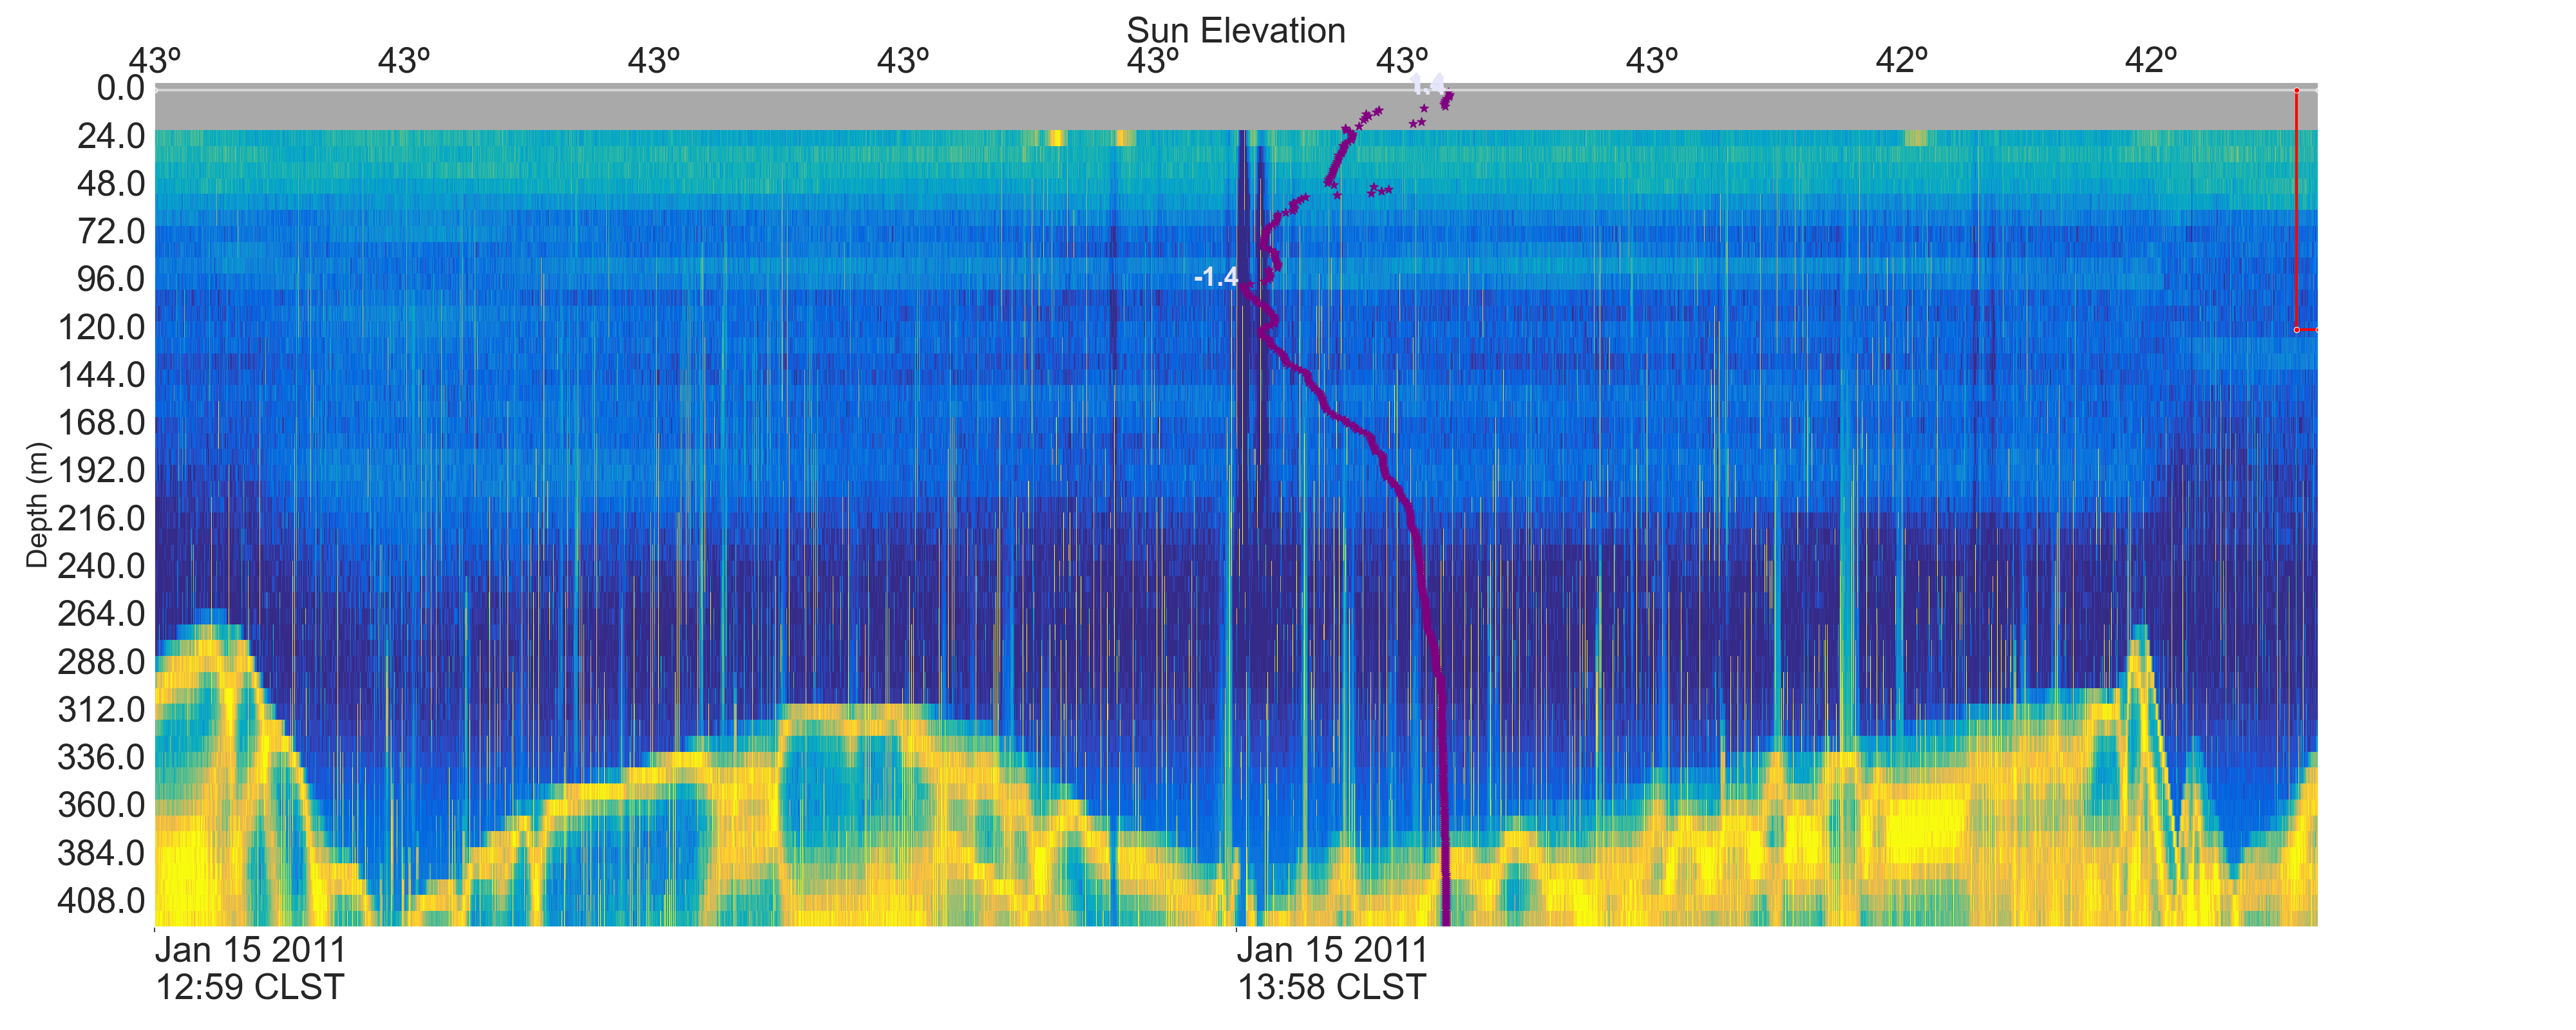 Sun Elevation
43º 43º 43º 43º 43º 43º 43º 42º 42º
1.4
0.0
24.0
48.0
72.0
-1.4
96.0
120.0
144.0
168.0
192.0
216.0
240.0
264.0
288.0
312.0
336.0
360.0
384.0
408.0
Depth (m)
Jan 15 2011
12:59 CLST
Jan 15 2011
13:58 CLST